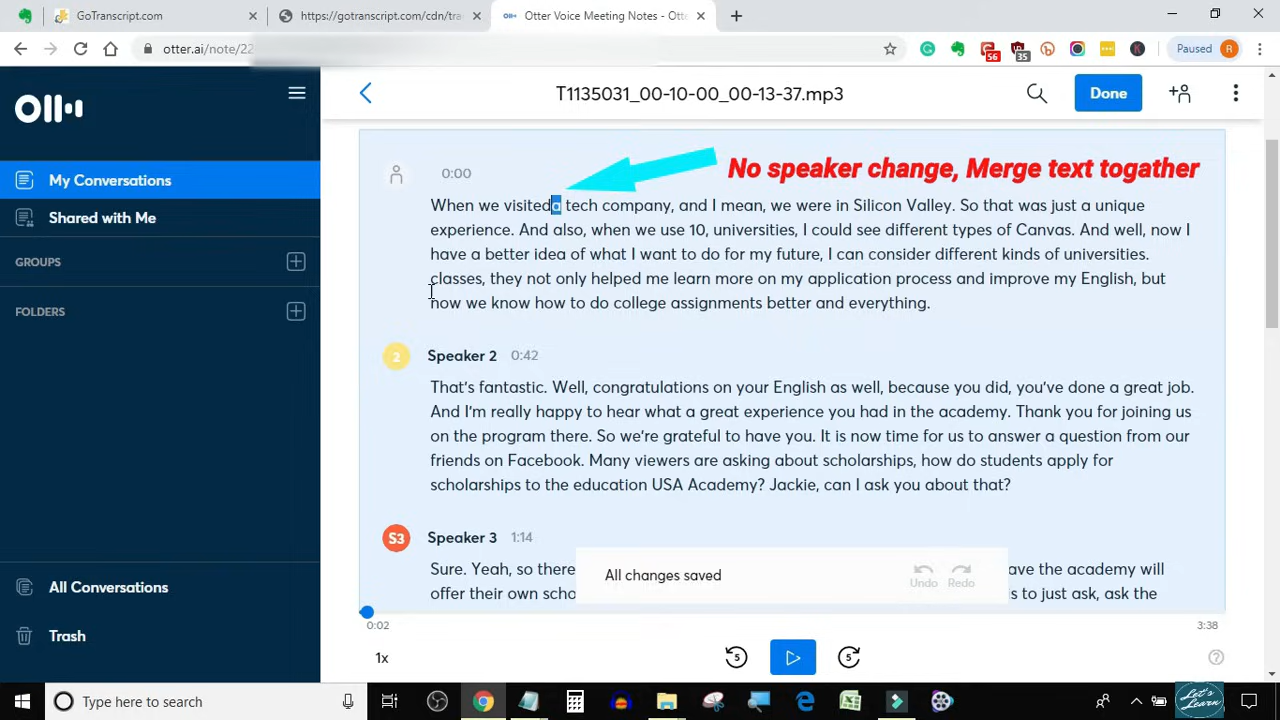 GoTranscript.com
https://gotranscript.com/cdn/tra
Otter Voice Meeting Notes - Otte
otter.ai/note/22
56
35
Paused
R
My Conversations
Shared with Me
GROUPS
FOLDERS
All Conversations
Trash
T1135031_00-10-00_00-13-37.mp3
Done
No speaker change, Merge text togather
0:00
When we visiteda tech company, and I mean, we were in Silicon Valley. So that was just a unique
experience. And also, when we use 10, universities, I could see different types of Canvas. And well, now I
have a better idea of what I want to do for my future, I can consider different kinds of universities.
classes, they not only helped me learn more on my application process and improve my English, but
now we know how to do college assignments better and everything.
2
Speaker 2 0:42
That's fantastic. Well, congratulations on your English as well, because you did, you've done a great job.
And I'm really happy to hear what a great experience you had in the academy. Thank you for joining us
on the program there. So we're grateful to have you. It is now time for us to answer a question from our
friends on Facebook. Many viewers are asking about scholarships, how do students apply for
scholarships to the education USA Academy? Jackie, can I ask you about that?
S3
Speaker 3 1:14
Sure. Yeah, so there ave the academy will
offer their own scho s to just ask, ask the
All changes saved
Undo
Redo
0:02
3:38
1x
5
5
Type here to search
Let's
Learn